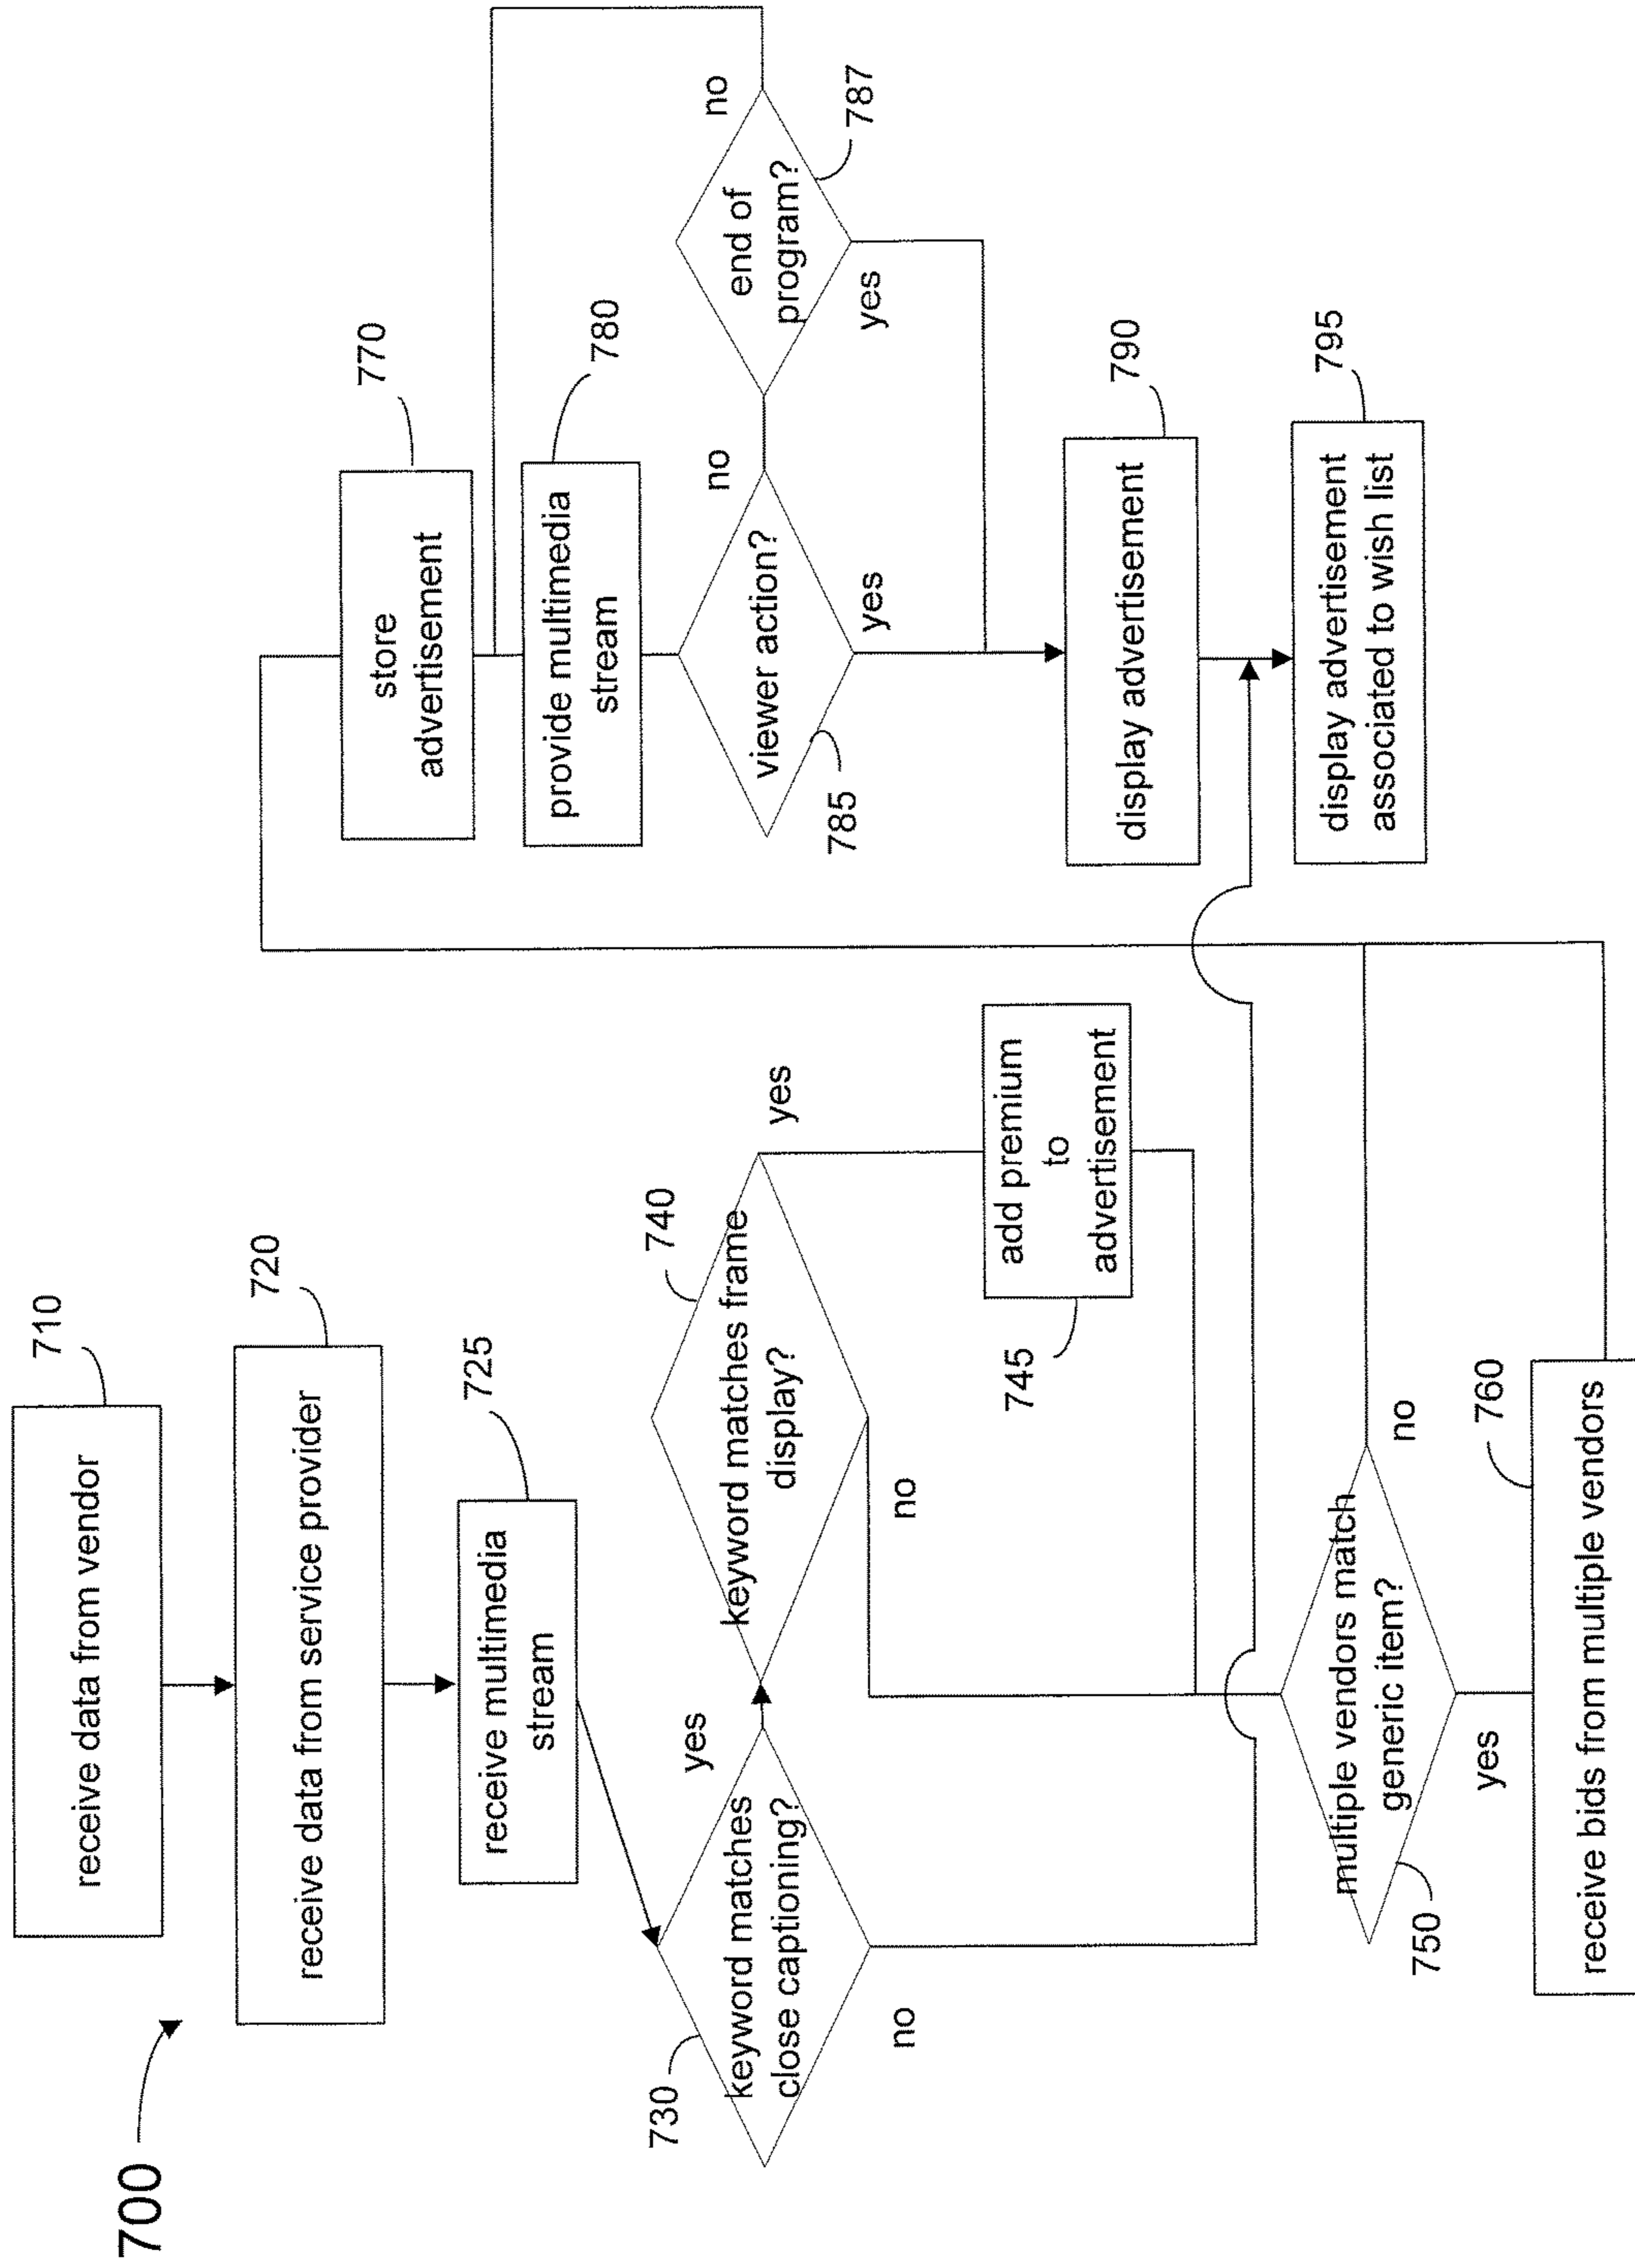 700
710
receive data from vendor
720
receive data from service provider
725
receive multimedia
stream
730
keyword matches
close captioning?
yes
no
740
keyword matches frame
display?
yes
no
745
add premium
to
advertisement
750
multiple vendors match
generic item?
yes
no
760
receive bids from multiple vendors
770
store
advertisement
780
provide multimedia
stream
785
viewer action?
no
yes
787
end of
program?
no
yes
790
display advertisement
795
display advertisement
associated to wish list